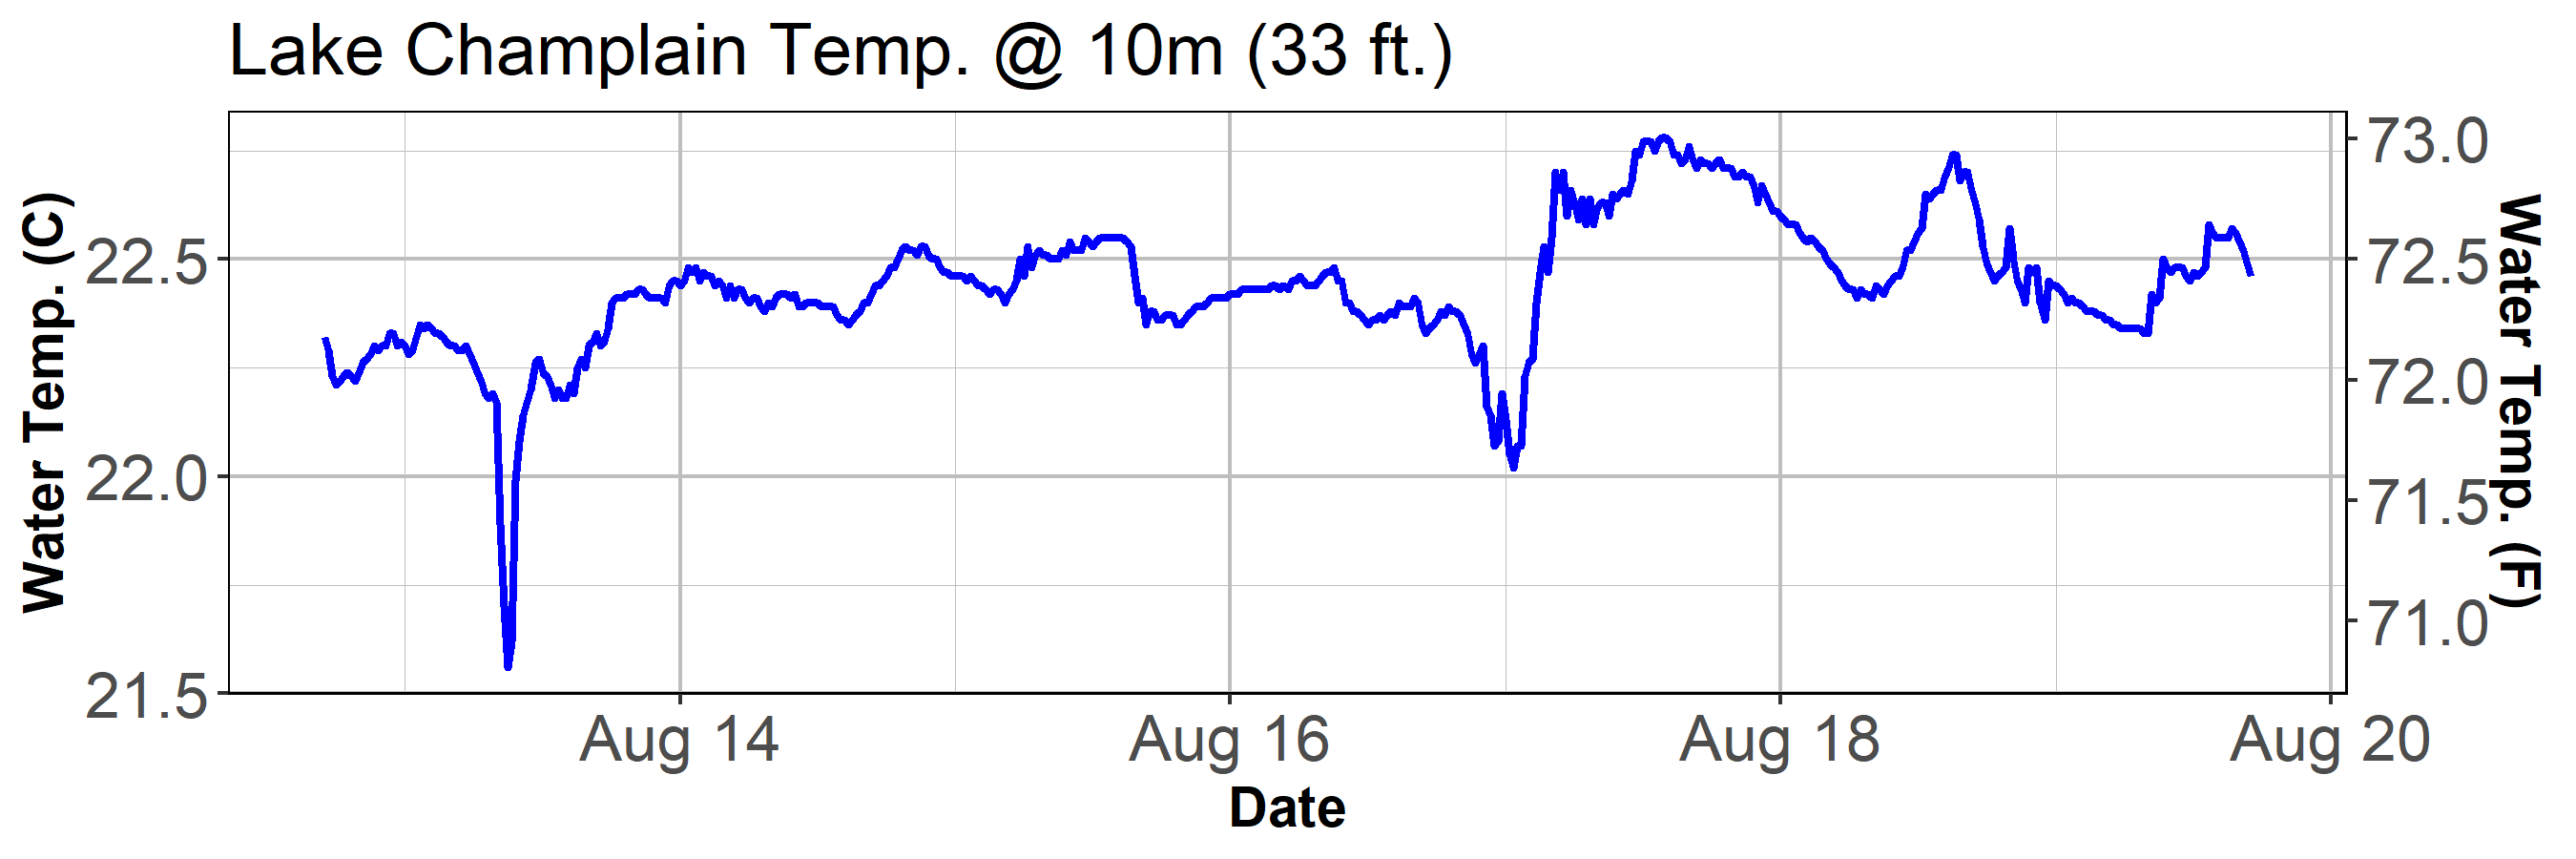 Lake Champlain Temp. @ 10m (33 ft.)
Water Temp. (C)
22.5
22.0
21.5
73.0
72.5
72.0
71.5
71.0
Water Temp. (F)
Aug 14
Aug 16
Aug 18
Aug 20
Date